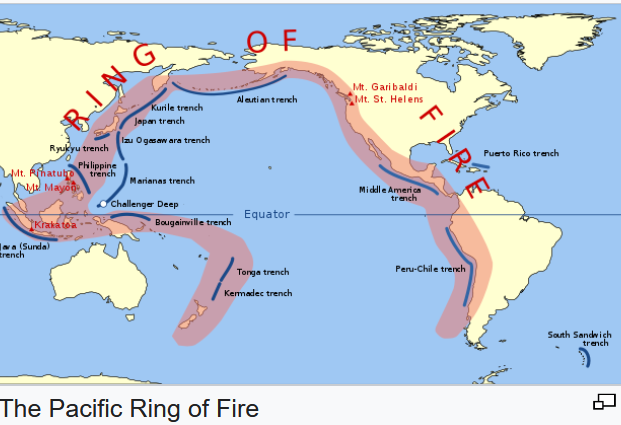 RING OF FIRE
Mt. Garibaldi
Mt. St. Helens
Aleutian trench
Kurile trench
Japan trench
Izu Ogasawara trench
Ryukyu trench
Philippine
trench
Mt. Pinatubo
Mt. Mayon
Marianas trench
Challenger Deep
Bougainville trench
Equator
Krakatoa
Java (Sunda)
trench
Tonga trench
Kermadec trench
Puerto Rico trench
Middle America
trench
Peru-Chile trench
South Sandwich
trench
The Pacific Ring of Fire